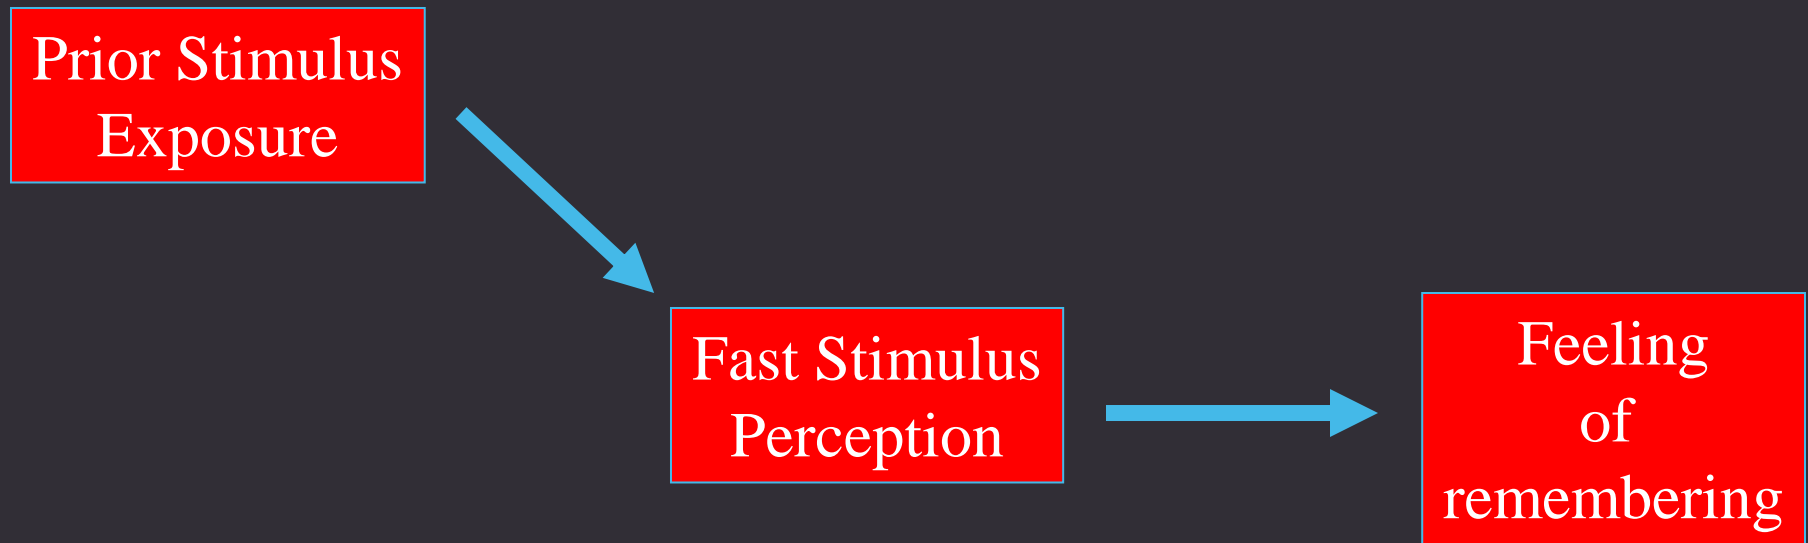 Prior Stimulus
Exposure
Fast Stimulus
Perception
Feeling
of
remembering